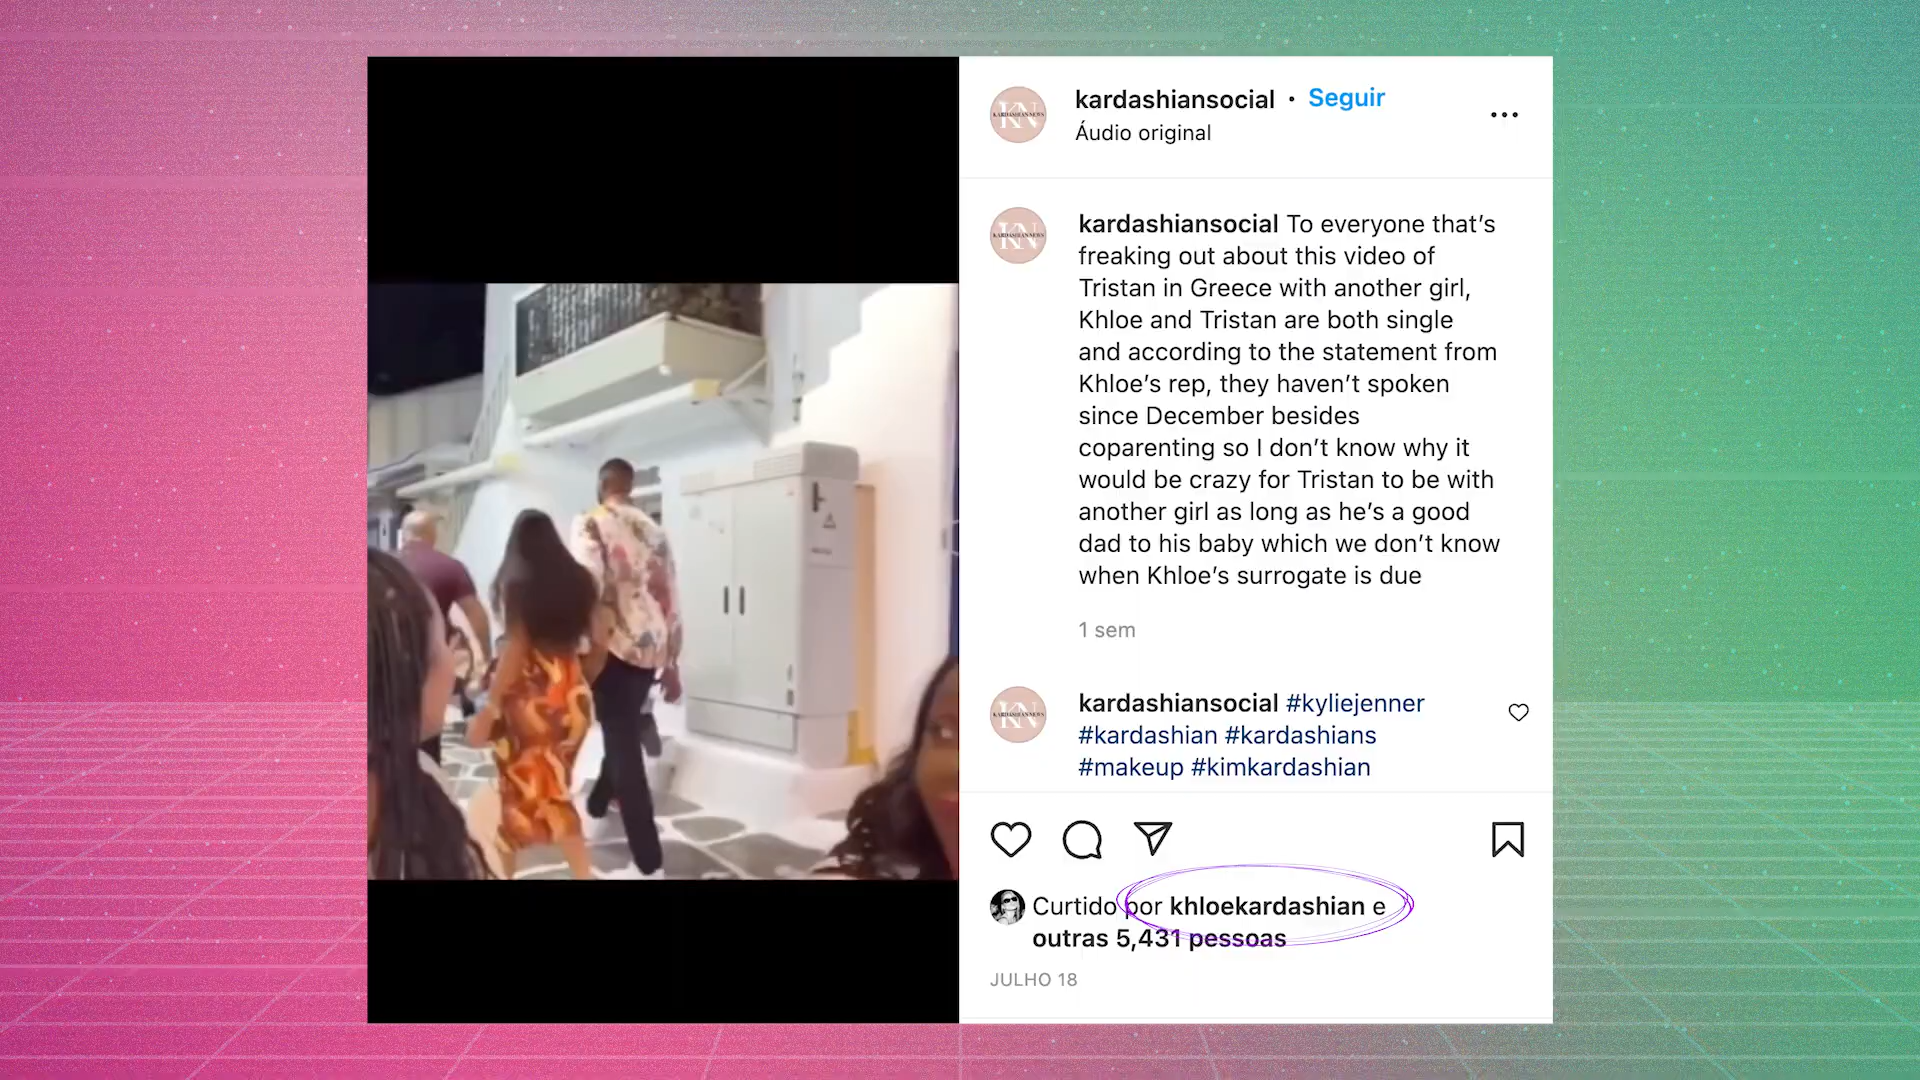 kardashiansocial • Seguir
Áudio original
kardashiansocial To everyone that's
freaking out about this video of
Tristan in Greece with another girl,
Khloe and Tristan are both single
and according to the statement from
Khloe's rep, they haven't spoken
since December besides
coparenting so I don't know why it
would be crazy for Tristan to be with
another girl as long as he's a good
dad to his baby which we don't know
when Khloe's surrogate is due
1 sem
kardashiansocial #kyliejenner
#kardashian #kardashians
#makeup #kimkardashian
Curtido por khloekardashian e
outras 5,431 pessoas
JULHO 18